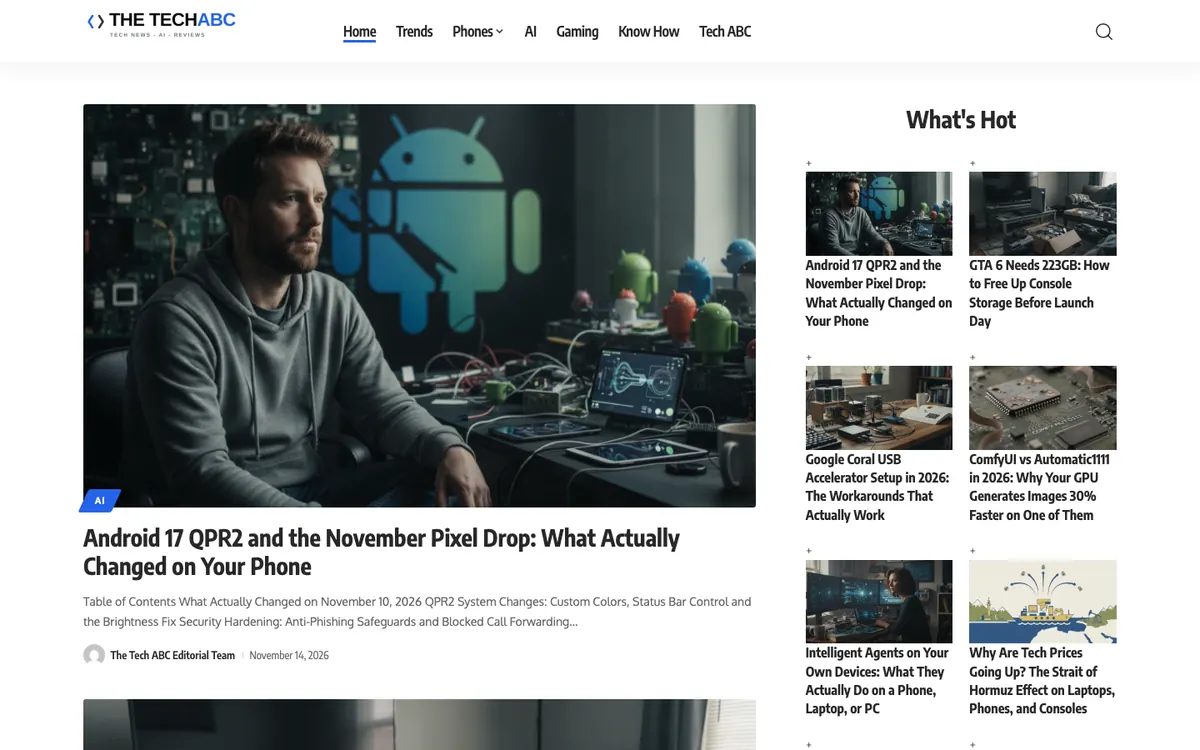 THE TECHABC
TECH NEWS - AI - REVIEWS
Home
Trends
Phones
AI
Gaming
Know How
Tech ABC
AI
Android 17 QPR2 and the November Pixel Drop: What Actually
Changed on Your Phone
Table of Contents What Actually Changed on November 10, 2026 QPR2 System Changes: Custom Colors, Status Bar Control and
the Brightness Fix Security Hardening: Anti-Phishing Safeguards and Blocked Call Forwarding...
The Tech ABC Editorial Team
November 14, 2026
What's Hot
+
Android 17 QPR2 and the
November Pixel Drop:
What Actually Changed on
Your Phone
+
GTA 6 Needs 223GB: How
to Free Up Console
Storage Before Launch
Day
+
Google Coral USB
Accelerator Setup in 2026:
The Workarounds That
Actually Work
+
ComfyUI vs Automatic1111
in 2026: Why Your GPU
Generates Images 30%
Faster on One of Them
+
Intelligent Agents on Your
Own Devices: What They
Actually Do on a Phone,
Laptop, or PC
+
Why Are Tech Prices
Going Up? The Strait of
Hormuz Effect on Laptops,
Phones, and Consoles
+
+